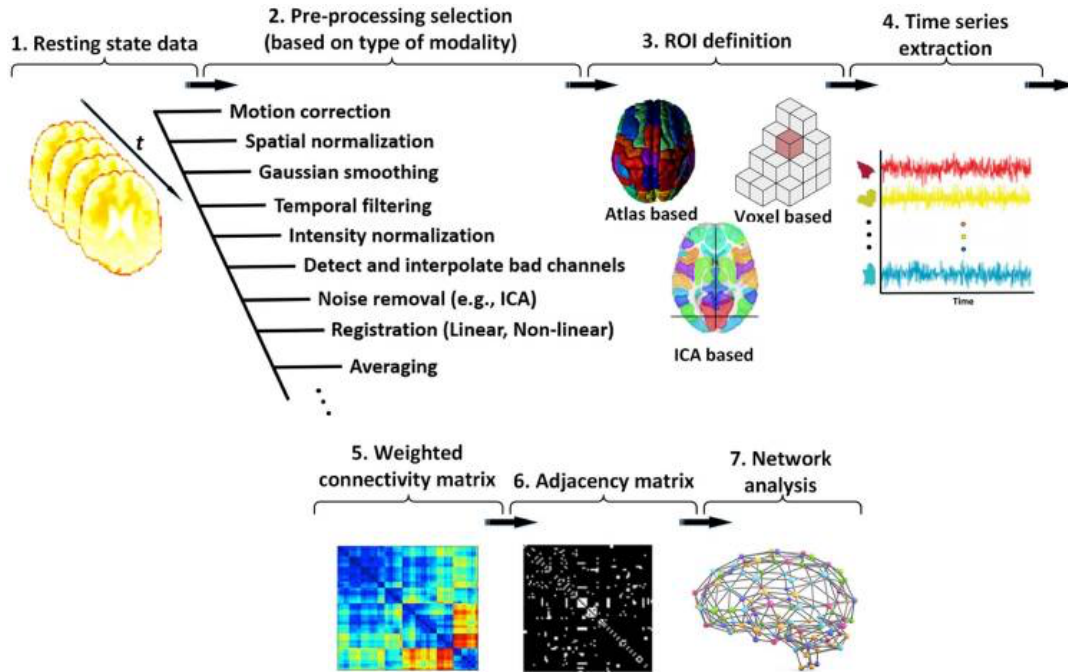 1. Resting state data
2. Pre-processing selection
(based on type of modality)
3. ROI definition
4. Time series
extraction
t
Motion correction
Spatial normalization
Gaussian smoothing
Temporal filtering
Intensity normalization
Detect and interpolate bad channels
Noise removal (e.g., ICA)
Registration (Linear, Non-linear)
Averaging
Atlas based
Voxel based
ICA based
Time
5. Weighted
connectivity matrix
6. Adjacency matrix
7. Network
analysis